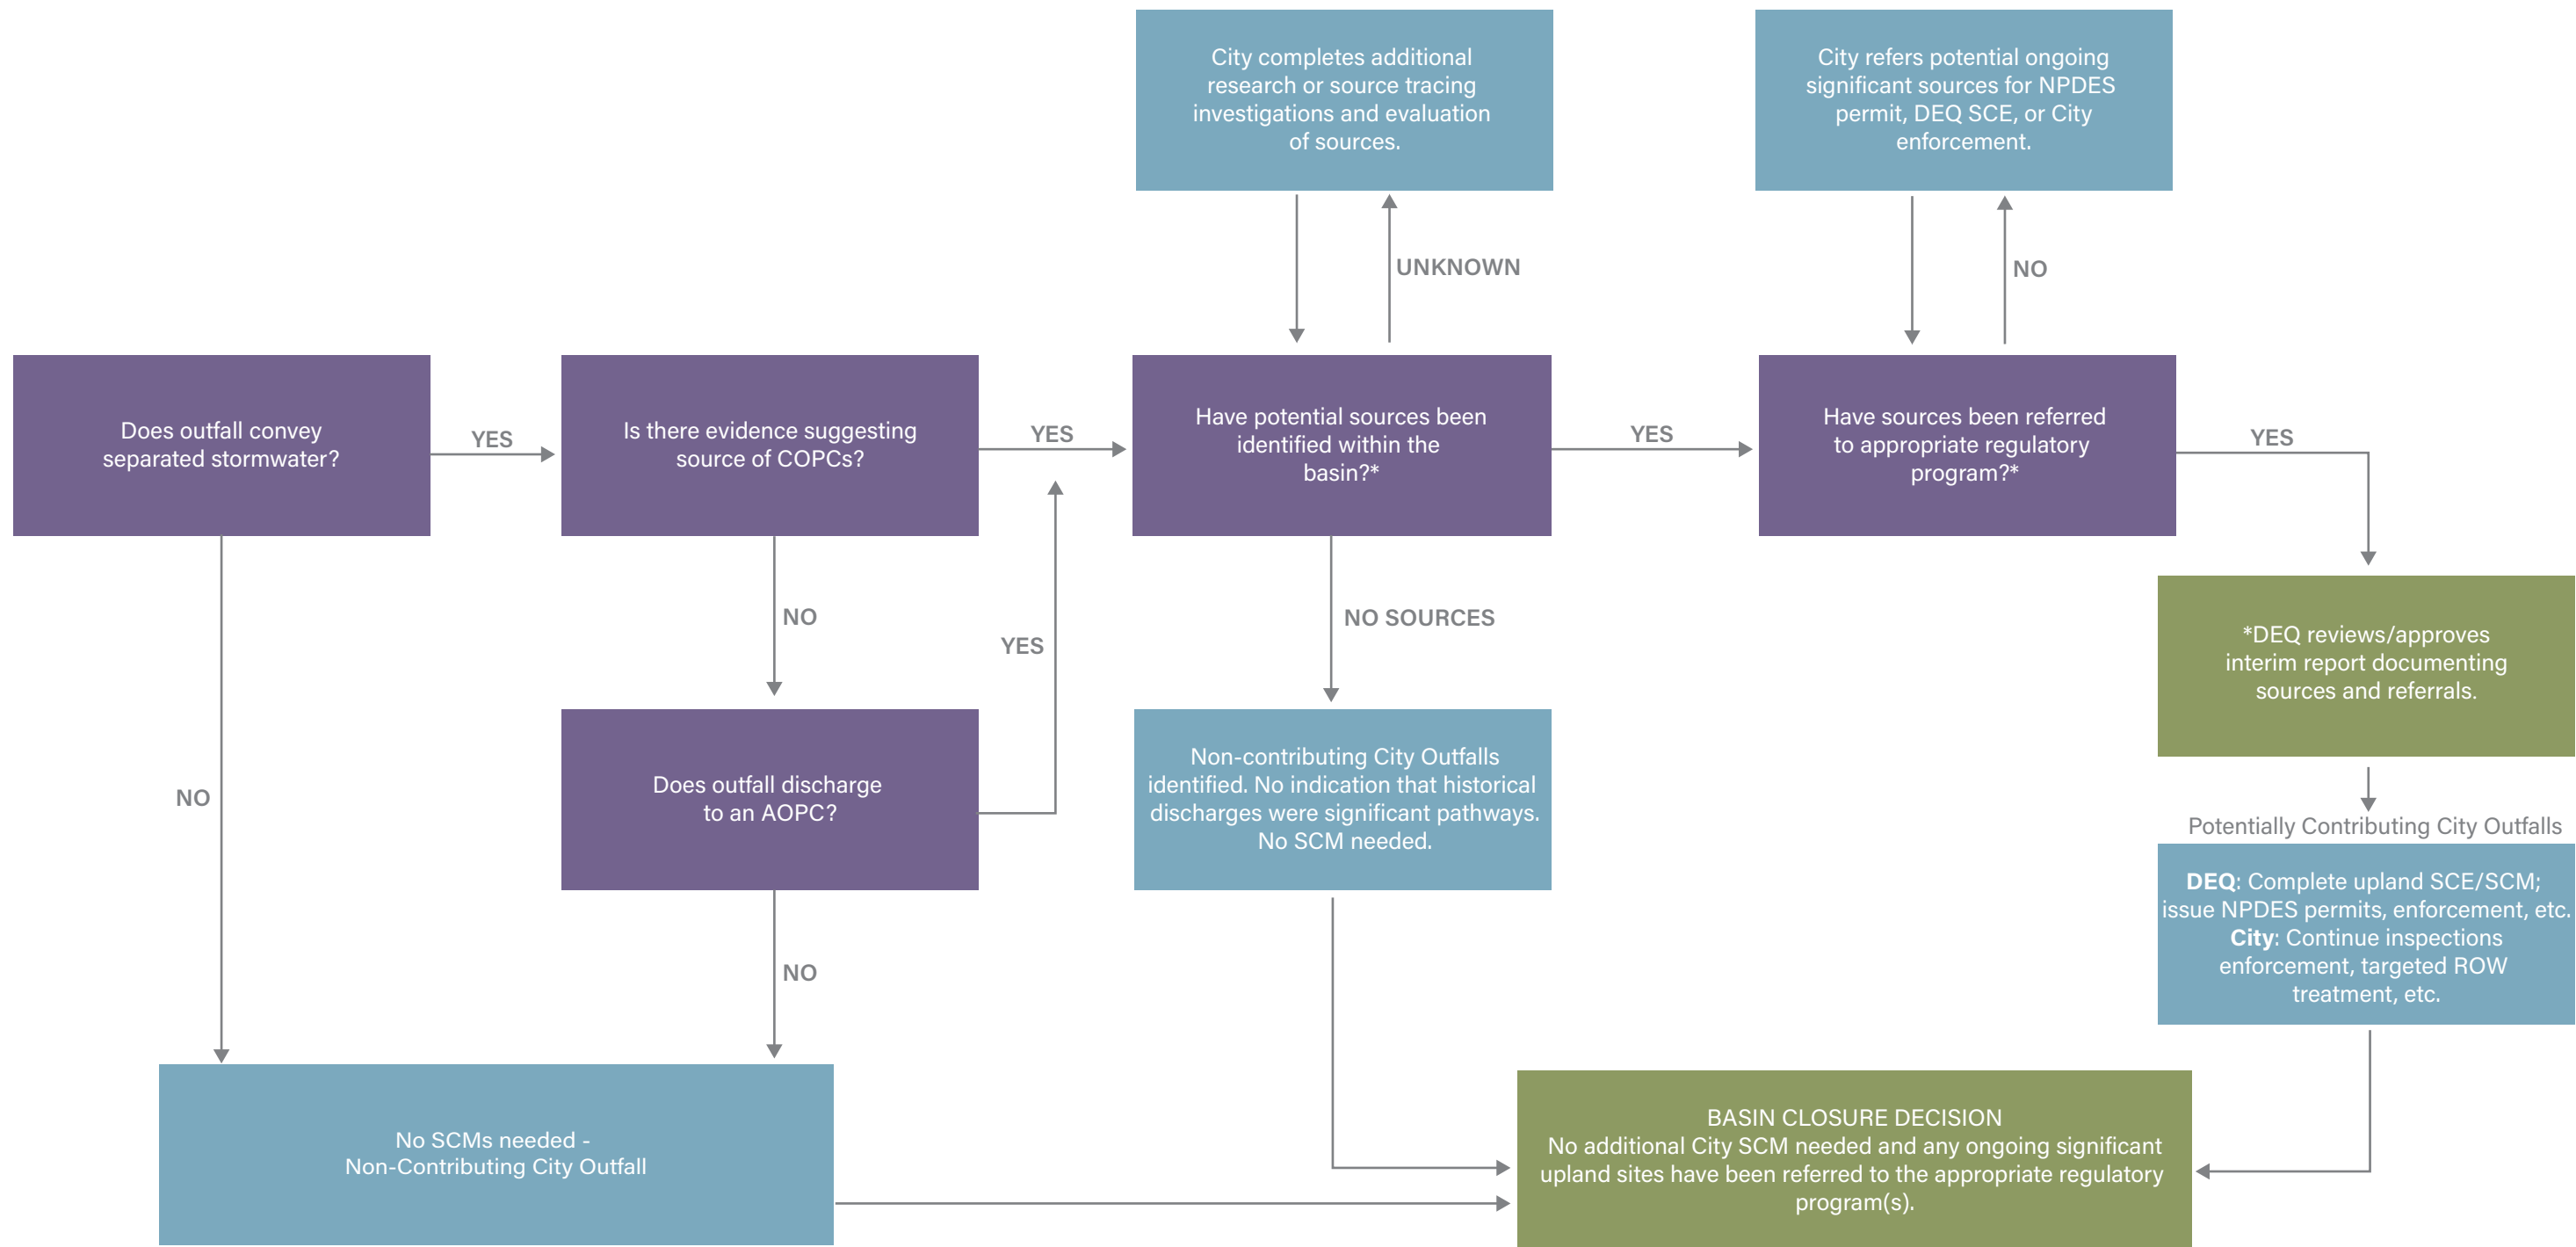 City completes additional
research or source tracing
investigations and evaluation
of sources.
City refers potential ongoing
significant sources for NPDES
permit, DEQ SCE, or City
enforcement.
UNKNOWN
NO
Does outfall convey
separated stormwater?
YES
Is there evidence suggesting
source of COPCs?
YES
Have potential sources been
identified within the
basin?*
YES
Have sources been referred
to appropriate regulatory
program?*
YES
NO
NO
YES
NO SOURCES
*DEQ reviews/approves
interim report documenting
sources and referrals.
Does outfall discharge
to an AOPC?
Non-contributing City Outfalls
identified. No indication that historical
discharges were significant pathways.
No SCM needed.
Potentially Contributing City Outfalls
DEQ: Complete upland SCE/SCM;
issue NPDES permits, enforcement, etc.
City: Continue inspections
enforcement, targeted ROW
treatment, etc.
NO
No SCMs needed -
Non-Contributing City Outfall
BASIN CLOSURE DECISION
No additional City SCM needed and any ongoing significant
upland sites have been referred to the appropriate regulatory
program(s).